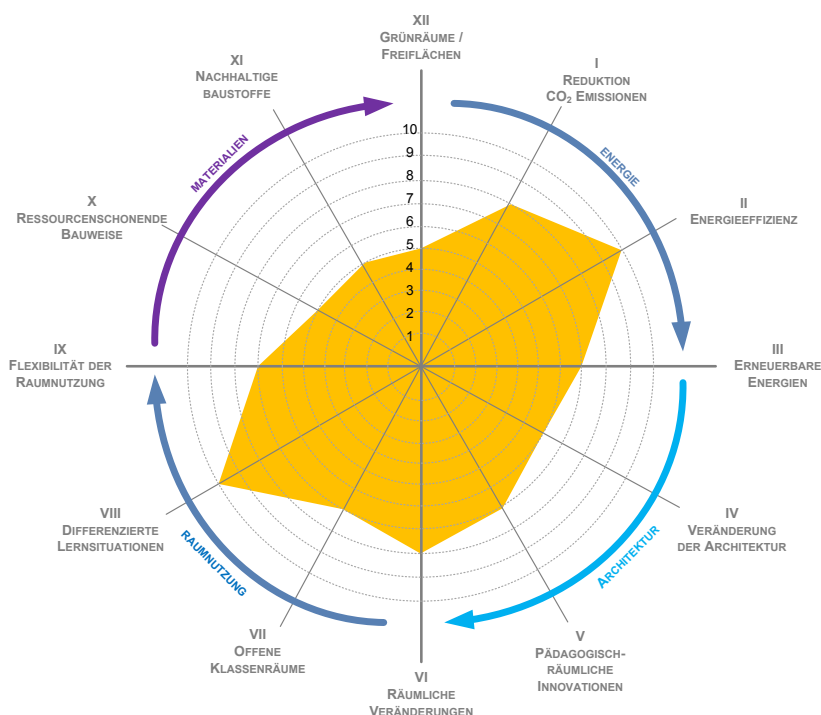 XII
GRÜNRÄUME /
FREIFLÄCHEN
I
REDUKTION
CO₂ EMISSIONEN
II
ENERGIEEFFIZIENZ
III
ERNEUERBARE
ENERGIEN
IV
VERÄNDERUNG
DER ARCHITEKTUR
V
PÄDAGOGISCH-
RÄUMLICHE
INNOVATIONEN
VI
RÄUMLICHE
VERÄNDERUNGEN
VII
OFFENE
KLASSENRÄUME
VIII
DIFFERENZIERTE
LERNSITUATIONEN
IX
FLEXIBILITÄT DER
RAUMNUTZUNG
X
RESSOURCENSCHONENDE
BAUWEISE
XI
NACHHALTIGE
BAUSTOFFE
ENERGIE
ARCHITEKTUR
RAUMNUTZUNG
MATERIALIEN
10
9
8
7
6
5
4
3
2
1